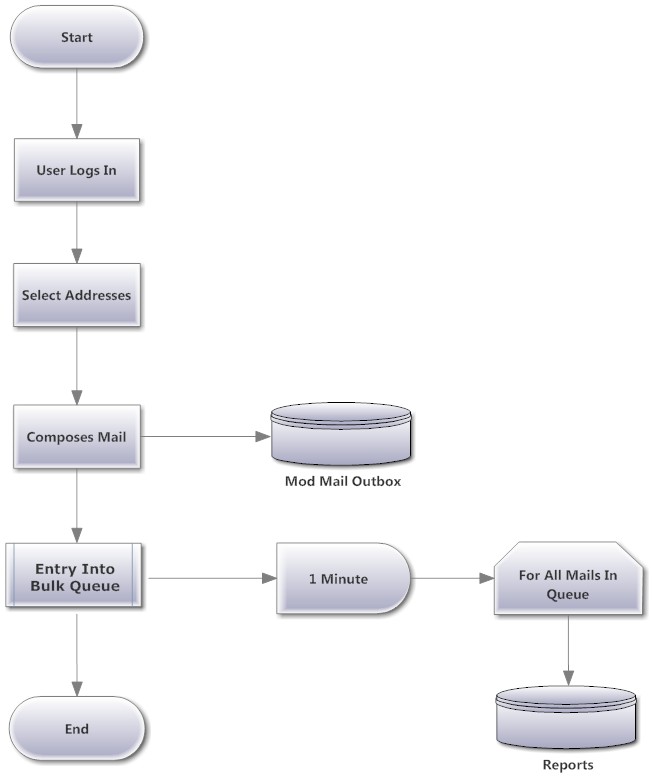 Start
User Logs In
Select Addresses
Composes Mail
Mod Mail Outbox
Entry Into
Bulk Queue
1 Minute
For All Mails In
Queue
End
Reports